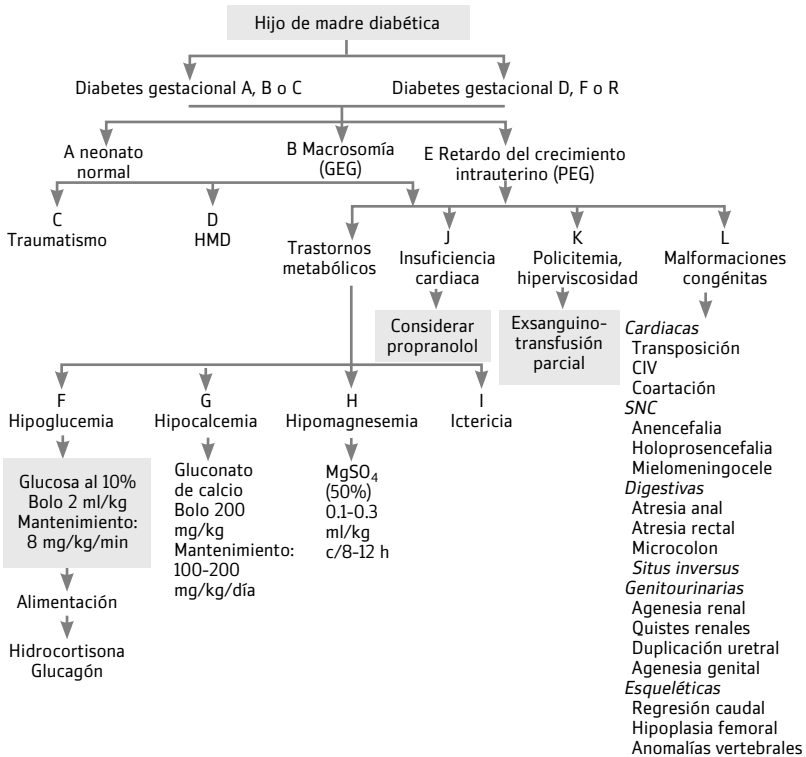 Hijo de madre diabética
Diabetes gestacional A, B o C
Diabetes gestacional D, F o R
A neonato
normal
B Macrosomía
(GEG)
E Retardo del crecimiento
intrauterino (PEG)
C
Traumatismo
D
HMD
Trastornos
metabólicos
J
Insuficiencia
cardiaca
K
Policitemia,
hiperviscosidad
L
Malformaciones
congénitas
Considerar
propranolol
Exsanguino-
transfusión
parcial
F
Hipoglucemia
G
Hipocalcemia
H
Hipomagnesemia
I
Ictericia
Glucosa al 10%
Bolo 2 ml/kg
Mantenimiento:
8 mg/kg/min
Alimentación
Hidrocortisona
Glucagón
Gluconato
de calcio
Bolo 200
mg/kg
Mantenimiento:
100-200
mg/kg/día
MgSO₄
(50%)
0.1-0.3
ml/kg
c/8-12 h
Cardiacas
Transposición
CIV
Coartación
SNC
Anencefalia
Holoprosencefalia
Mielomeningocele
Digestivas
Atresia anal
Atresia rectal
Microcolon
Situs inversus
Genitourinarias
Agenesia renal
Quistes renales
Duplicación uretral
Agenesia genital
Esqueléticas
Regresión caudal
Hipoplasia femoral
Anomalías vertebrales